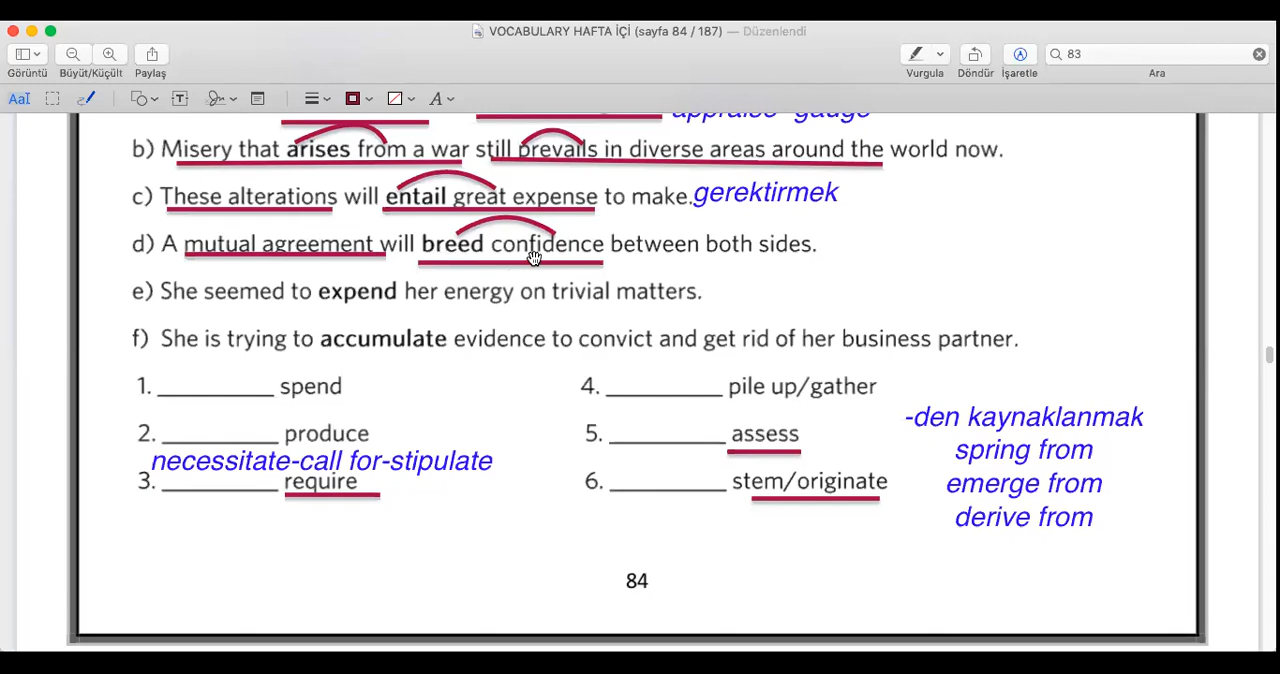 VOCABULARY HAFTA İÇİ (sayfa 84 / 187) — Düzenlendi
83
Görüntü Büyüt/Küçült Paylaş Vurgula Döndür İşaretle Ara
AaI T A
appraise-gauge
b) Misery that arises from a war still prevails in diverse areas around the world now.
c) These alterations will entail great expense to make. gerektirmek
d) A mutual agreement will breed confidence between both sides.
e) She seemed to expend her energy on trivial matters.
f) She is trying to accumulate evidence to convict and get rid of her business partner.
1. __________ spend
2. __________ produce
necessitate-call for-stipulate
3. __________ require
4. __________ pile up/gather
5. __________ assess
6. __________ stem/originate
-den kaynaklanmak
spring from
emerge from
derive from
84